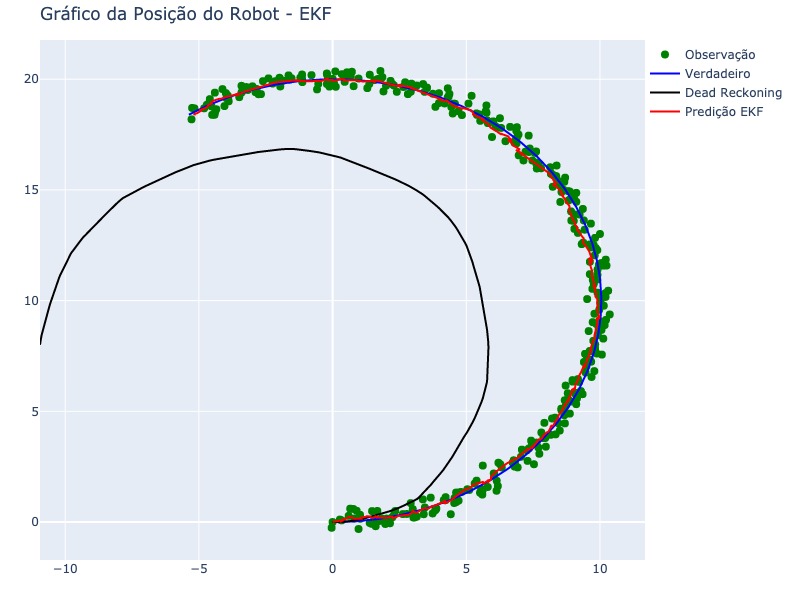 Gráfico da Posição do Robot - EKF
Observação
Verdadeiro
Dead Reckoning
Predição EKF
20
15
10
5
0
−10
−5
0
5
10